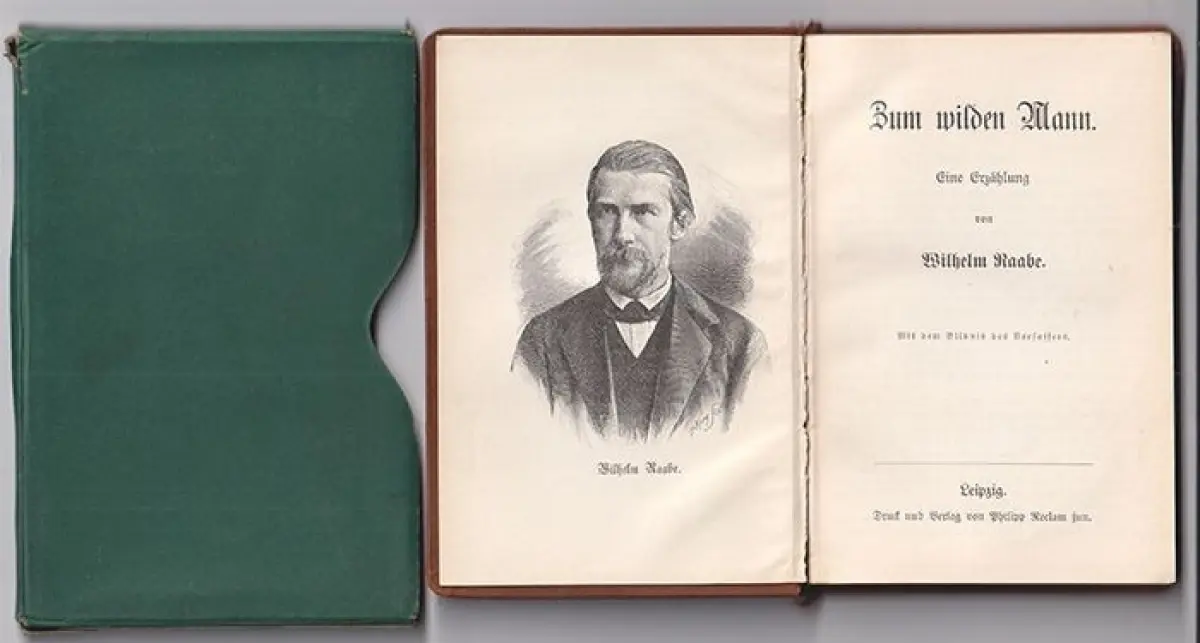 Wilhelm Raabe.
Zum wilden Mann.
Eine Erzählung
von
Wilhelm Raabe.
Mit dem Bildnis des Verfassers.
Leipzig.
Druck und Verlag von Philipp Reclam jun.